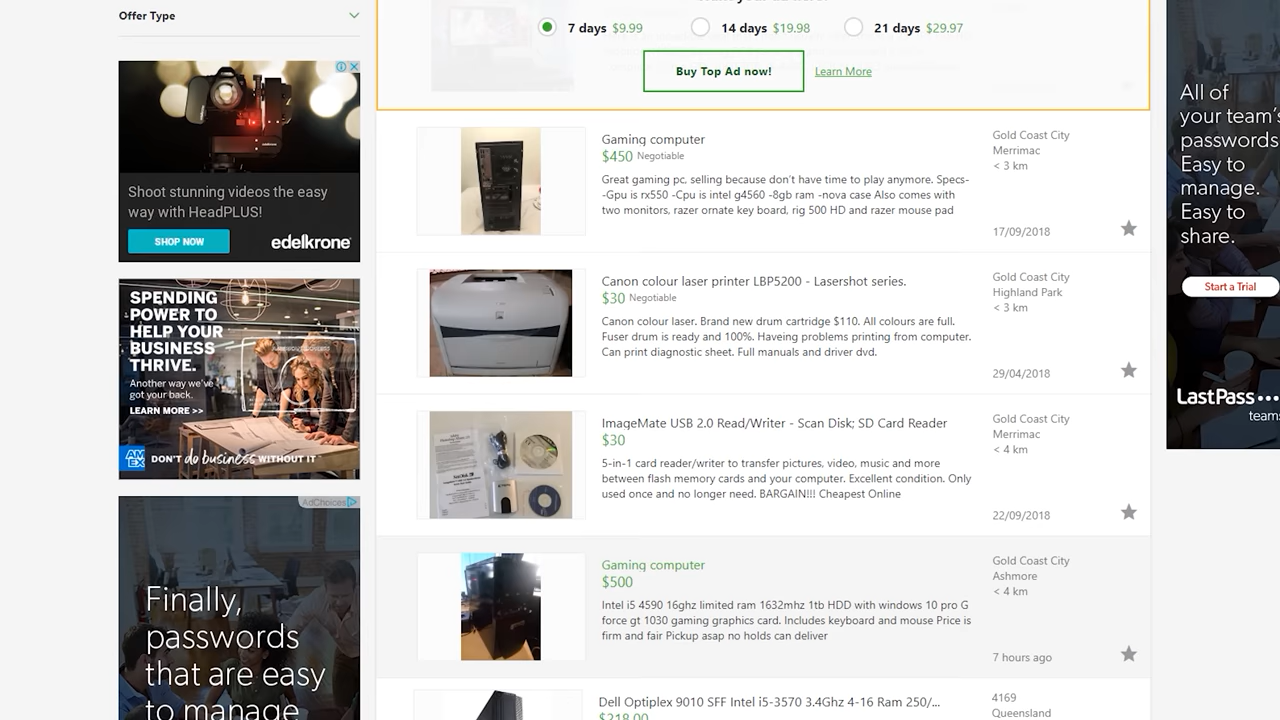 Offer Type
7 days $9.99
14 days $19.98
21 days $29.97
Buy Top Ad now!
Learn More
Shoot stunning videos the easy
way with HeadPLUS!
SHOP NOW
edelkrone
SPENDING
POWER TO
HELP YOUR
BUSINESS
THRIVE.
Another way we've
got your back.
LEARN MORE >>
AM
EX
DON'T do business WITHOUT IT
AdChoices
Finally,
passwords
that are easy
to manage
Gaming computer
$450 Negotiable
Great gaming pc, selling because don't have time to play anymore. Specs-
-Gpu is rx550 -Cpu is intel g4560 -8gb ram -nova case Also comes with
two monitors, razer ornate key board, rig 500 HD and razer mouse pad
Gold Coast City
Merrimac
< 3 km
17/09/2018
Canon colour laser printer LBP5200 - Lasershot series.
$30 Negotiable
Canon colour laser. Brand new drum cartridge $110. All colours are full.
Fuser drum is ready and 100%. Haveing problems printing from computer.
Can print diagnostic sheet. Full manuals and driver dvd.
Gold Coast City
Highland Park
< 3 km
29/04/2018
ImageMate USB 2.0 Read/Writer - Scan Disk; SD Card Reader
$30
5-in-1 card reader/writer to transfer pictures, video, music and more
between flash memory cards and your computer. Excellent condition. Only
used once and no longer need. BARGAIN!!! Cheapest Online
Gold Coast City
Merrimac
< 4 km
22/09/2018
Gaming computer
$500
Intel i5 4590 16ghz limited ram 1632mhz 1tb HDD with windows 10 pro G
force gt 1030 gaming graphics card. Includes keyboard and mouse Price is
firm and fair Pickup asap no holds can deliver
Gold Coast City
Ashmore
< 4 km
7 hours ago
Dell Optiplex 9010 SFF Intel i5-3570 3.4Ghz 4-16 Ram 250/...
$218.00
4169
Queensland
All of
your team's
passwords
Easy to
manage.
Easy to
share.
Start a Trial
LastPass•••
teams